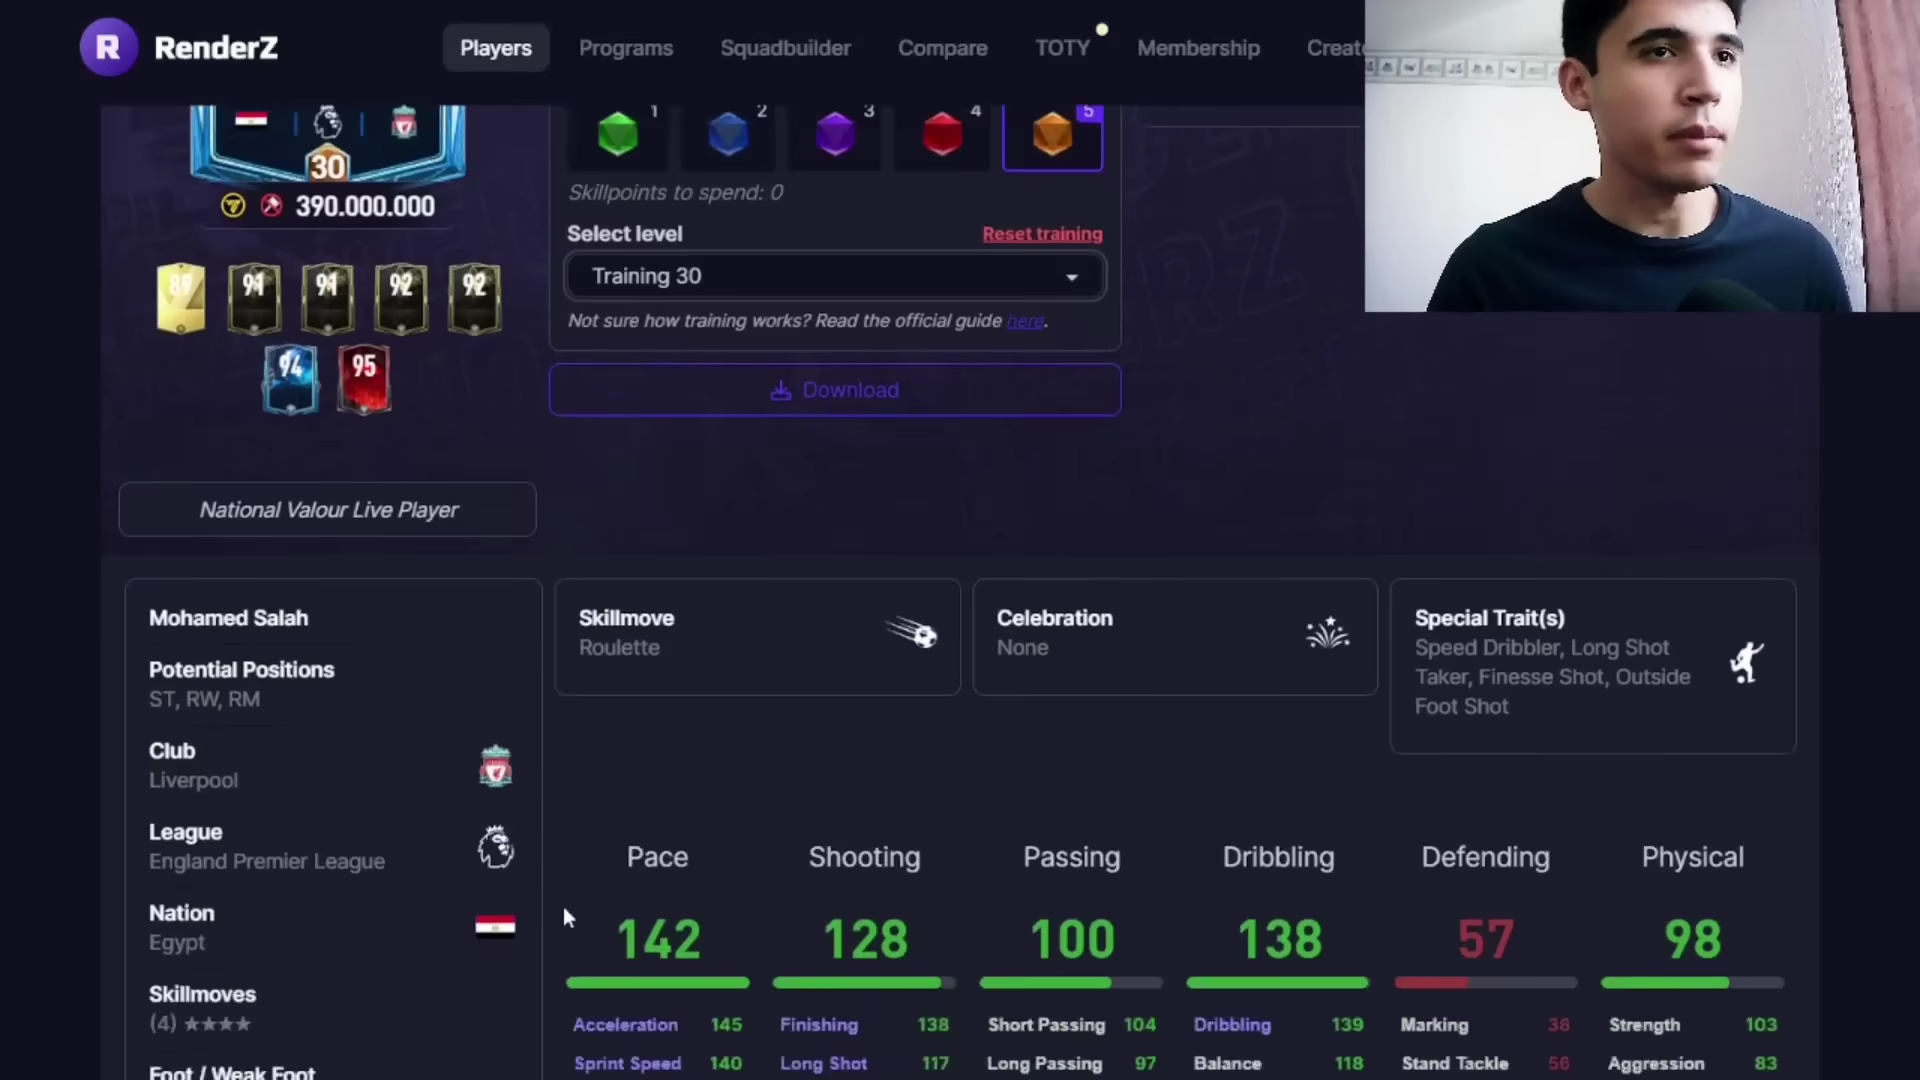 R RenderZ Players Programs Squadbuilder Compare TOTY Membership Create
1 2 3 4 5
30
Skillpoints to spend: 0
390.000.000
Select level Reset training
Training 30
89 91 91 92 92
Not sure how training works? Read the official guide here.
94 95
Download
National Valour Live Player
Mohamed Salah
Potential Positions
ST, RW, RM
Club
Liverpool
League
England Premier League
Nation
Egypt
Skillmoves
(4) ★★★★
Foot / Weak Foot
Skillmove
Roulette
Celebration
None
Special Trait(s)
Speed Dribbler, Long Shot
Taker, Finesse Shot, Outside
Foot Shot
Pace Shooting Passing Dribbling Defending Physical
142 128 100 138 57 98
Acceleration 145 Finishing 138 Short Passing 104 Dribbling 139 Marking 38 Strength 103
Sprint Speed 140 Long Shot 117 Long Passing 97 Balance 118 Stand Tackle 56 Aggression 83